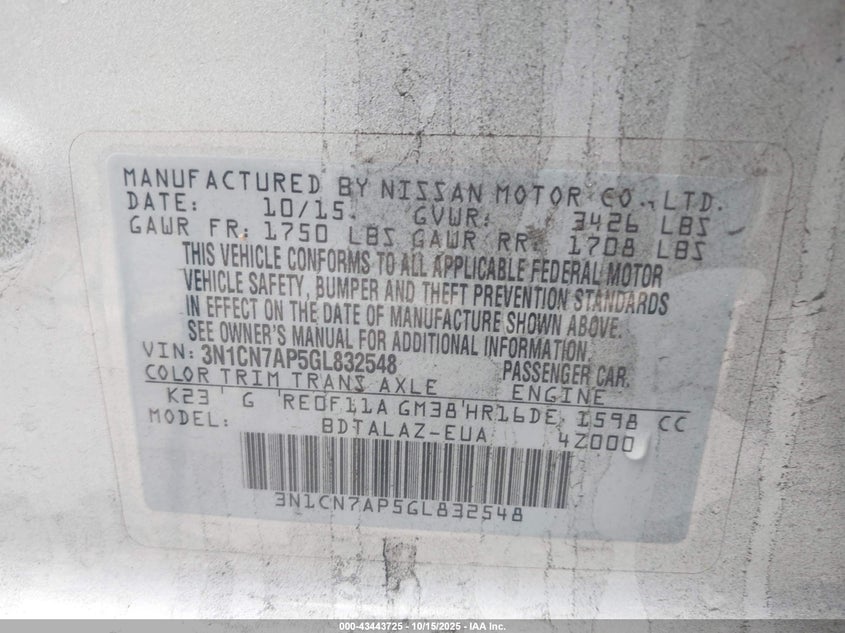 MANUFACTURED BY NISSAN MOTOR CO., LTD.
DATE: 10/15. GVWR: 3426 LBS
GAWR FR: 1750 LBS GAWR RR: 1708 LBS
THIS VEHICLE CONFORMS TO ALL APPLICABLE FEDERAL MOTOR
VEHICLE SAFETY, BUMPER AND THEFT PREVENTION STANDARDS
IN EFFECT ON THE DATE OF MANUFACTURE SHOWN ABOVE.
SEE OWNER'S MANUAL FOR ADDITIONAL INFORMATION.
VIN: 3N1CN7AP5GL832548 PASSENGER CAR.
COLOR TRIM TRANS AXLE ENGINE
K23 G RE0F11A GM38 HR16DE 1598 CC
MODEL: BDTALAZ-EUA 4Z000
3N1CN7AP5GL832548
000-43443725 - 10/15/2025 - IAA Inc.